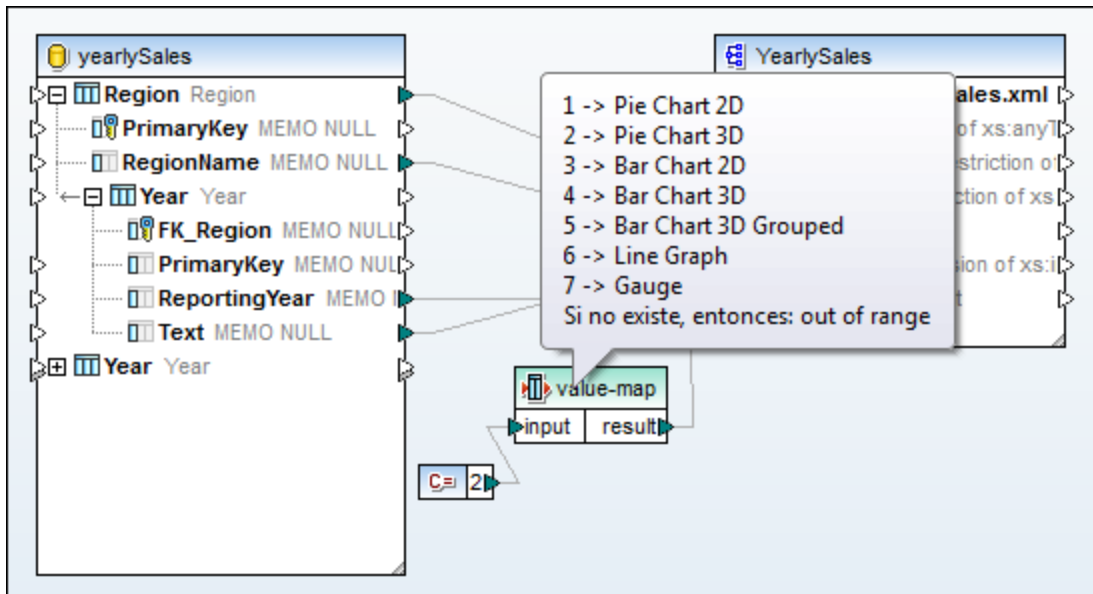 yearlySales
Region Region
PrimaryKey MEMO NULL
RegionName MEMO NULL
Year Year
FK_Region MEMO NULL
PrimaryKey MEMO NUL
ReportingYear MEMO
Text MEMO NULL
Year Year
YearlySales
ales.xml
of xs:anyT
striction of
ction of xs
sion of xs:i
t
1 -> Pie Chart 2D
2 -> Pie Chart 3D
3 -> Bar Chart 2D
4 -> Bar Chart 3D
5 -> Bar Chart 3D Grouped
6 -> Line Graph
7 -> Gauge
Si no existe, entonces: out of range
value-map
input result
C= 2